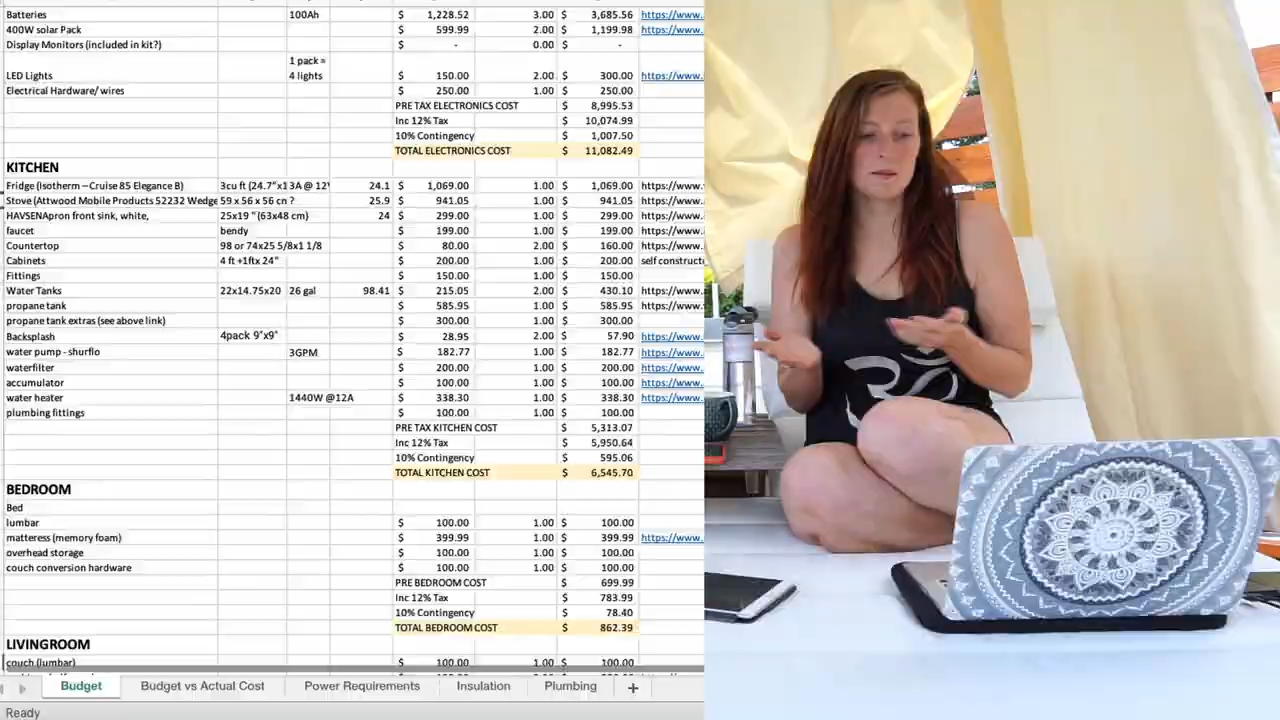 Batteries 100Ah $ 1,228.52 3.00 $ 3,685.56 https://www.
400W solar Pack $ 599.99 2.00 $ 1,199.98 https://www.
Display Monitors (included in kit?) $ - 0.00 $ -
1 pack =
LED Lights 4 lights $ 150.00 2.00 $ 300.00 https://www.
Electrical Hardware/ wires $ 250.00 1.00 $ 250.00
PRE TAX ELECTRONICS COST $ 8,995.53
Inc 12% Tax $ 10,074.99
10% Contingency $ 1,007.50
TOTAL ELECTRONICS COST $ 11,082.49
KITCHEN
Fridge (Isotherm – Cruise 85 Elegance B) 3cu ft (24.7"x13A @ 12V 24.1 $ 1,069.00 1.00 $ 1,069.00 https://www.
Stove (Attwood Mobile Products 52232 Wedge 59 x 56 x 56 cn ? 25.9 $ 941.05 1.00 $ 941.05 https://www.
HAVSENApron front sink, white, 25x19 " (63x48 cm) 24 $ 299.00 1.00 $ 299.00 https://www.
faucet bendy $ 199.00 1.00 $ 199.00 https://www.
Countertop 98 or 74x25 5/8x1 1/8 $ 80.00 2.00 $ 160.00 https://www.
Cabinets 4 ft +1ftx 24" $ 200.00 1.00 $ 200.00 self constructe
Fittings $ 150.00 1.00 $ 150.00
Water Tanks 22x14.75x20 26 gal 98.41 $ 215.05 2.00 $ 430.10 https://www.
propane tank $ 585.95 1.00 $ 585.95 https://www.
propane tank extras (see above link) $ 300.00 1.00 $ 300.00
Backsplash 4pack 9"x9" $ 28.95 2.00 $ 57.90 https://www.
water pump - shurflo 3GPM $ 182.77 1.00 $ 182.77 https://www.
waterfilter $ 200.00 1.00 $ 200.00 https://www.
accumulator $ 100.00 1.00 $ 100.00 https://www.
water heater 1440W @12A $ 338.30 1.00 $ 338.30 https://www.
plumbing fittings $ 100.00 1.00 $ 100.00
PRE TAX KITCHEN COST $ 5,313.07
Inc 12% Tax $ 5,950.64
10% Contingency $ 595.06
TOTAL KITCHEN COST $ 6,545.70
BEDROOM
Bed
lumbar $ 100.00 1.00 $ 100.00
matteress (memory foam) $ 399.99 1.00 $ 399.99 https://www.
overhead storage $ 100.00 1.00 $ 100.00
couch conversion hardware $ 100.00 1.00 $ 100.00
PRE BEDROOM COST $ 699.99
Inc 12% Tax $ 783.99
10% Contingency $ 78.40
TOTAL BEDROOM COST $ 862.39
LIVINGROOM
couch (lumbar) $ 100.00 1.00 $ 100.00
Budget Budget vs Actual Cost Power Requirements Insulation Plumbing +
Ready